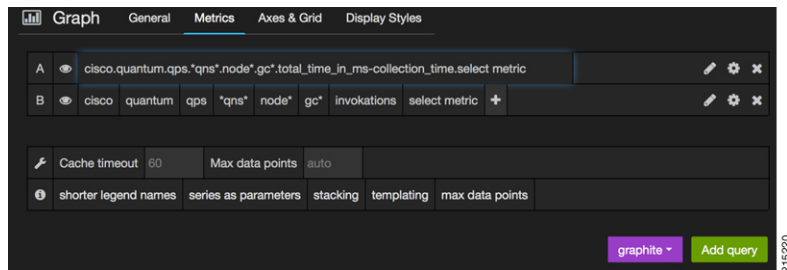 Graph General Metrics Axes & Grid Display Styles
A cisco.quantum.qps.*qns*.node*.gc*.total_time_in_ms-collection_time.select metric
B cisco quantum qps *qns* node* gc* invokations select metric +
Cache timeout 60 Max data points auto
shorter legend names series as parameters stacking templating max data points
graphite Add query